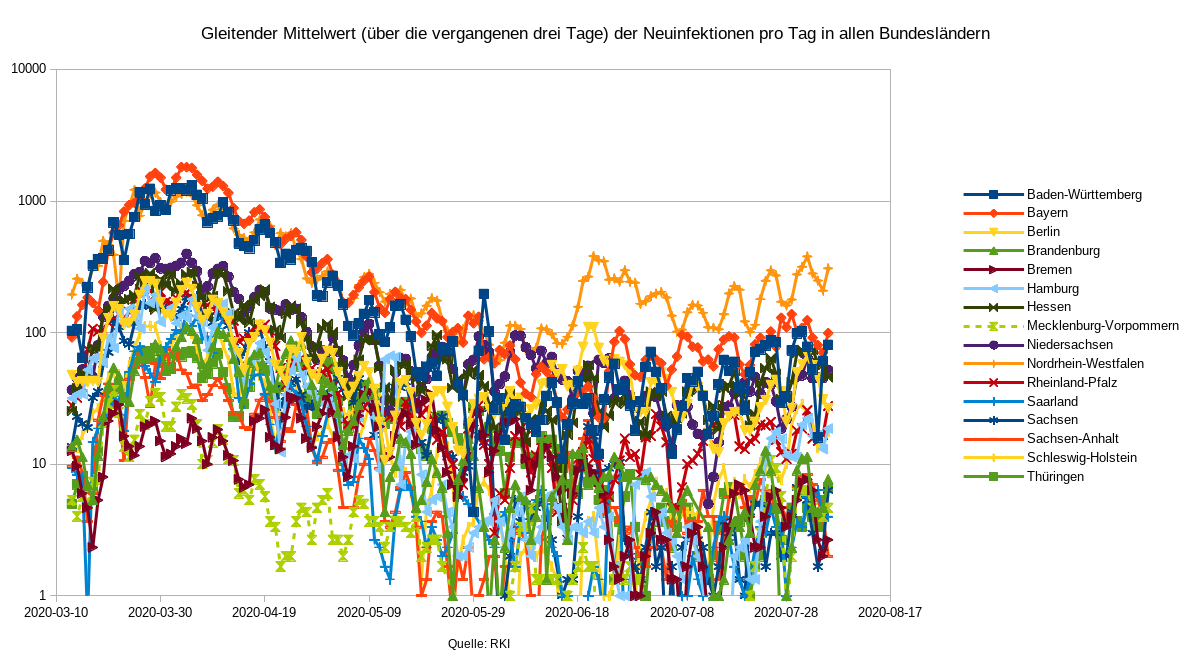 Gleitender Mittelwert (über die vergangenen drei Tage) der Neuinfektionen pro Tag in allen Bundesländern
10000
1000
100
10
1
2020-03-10
2020-03-30
2020-04-19
2020-05-09
2020-05-29
2020-06-18
2020-07-08
2020-07-28
2020-08-17
Quelle: RKI
Baden-Württemberg
Bayern
Berlin
Brandenburg
Bremen
Hamburg
Hessen
Mecklenburg-Vorpommern
Niedersachsen
Nordrhein-Westfalen
Rheinland-Pfalz
Saarland
Sachsen
Sachsen-Anhalt
Schleswig-Holstein
Thüringen